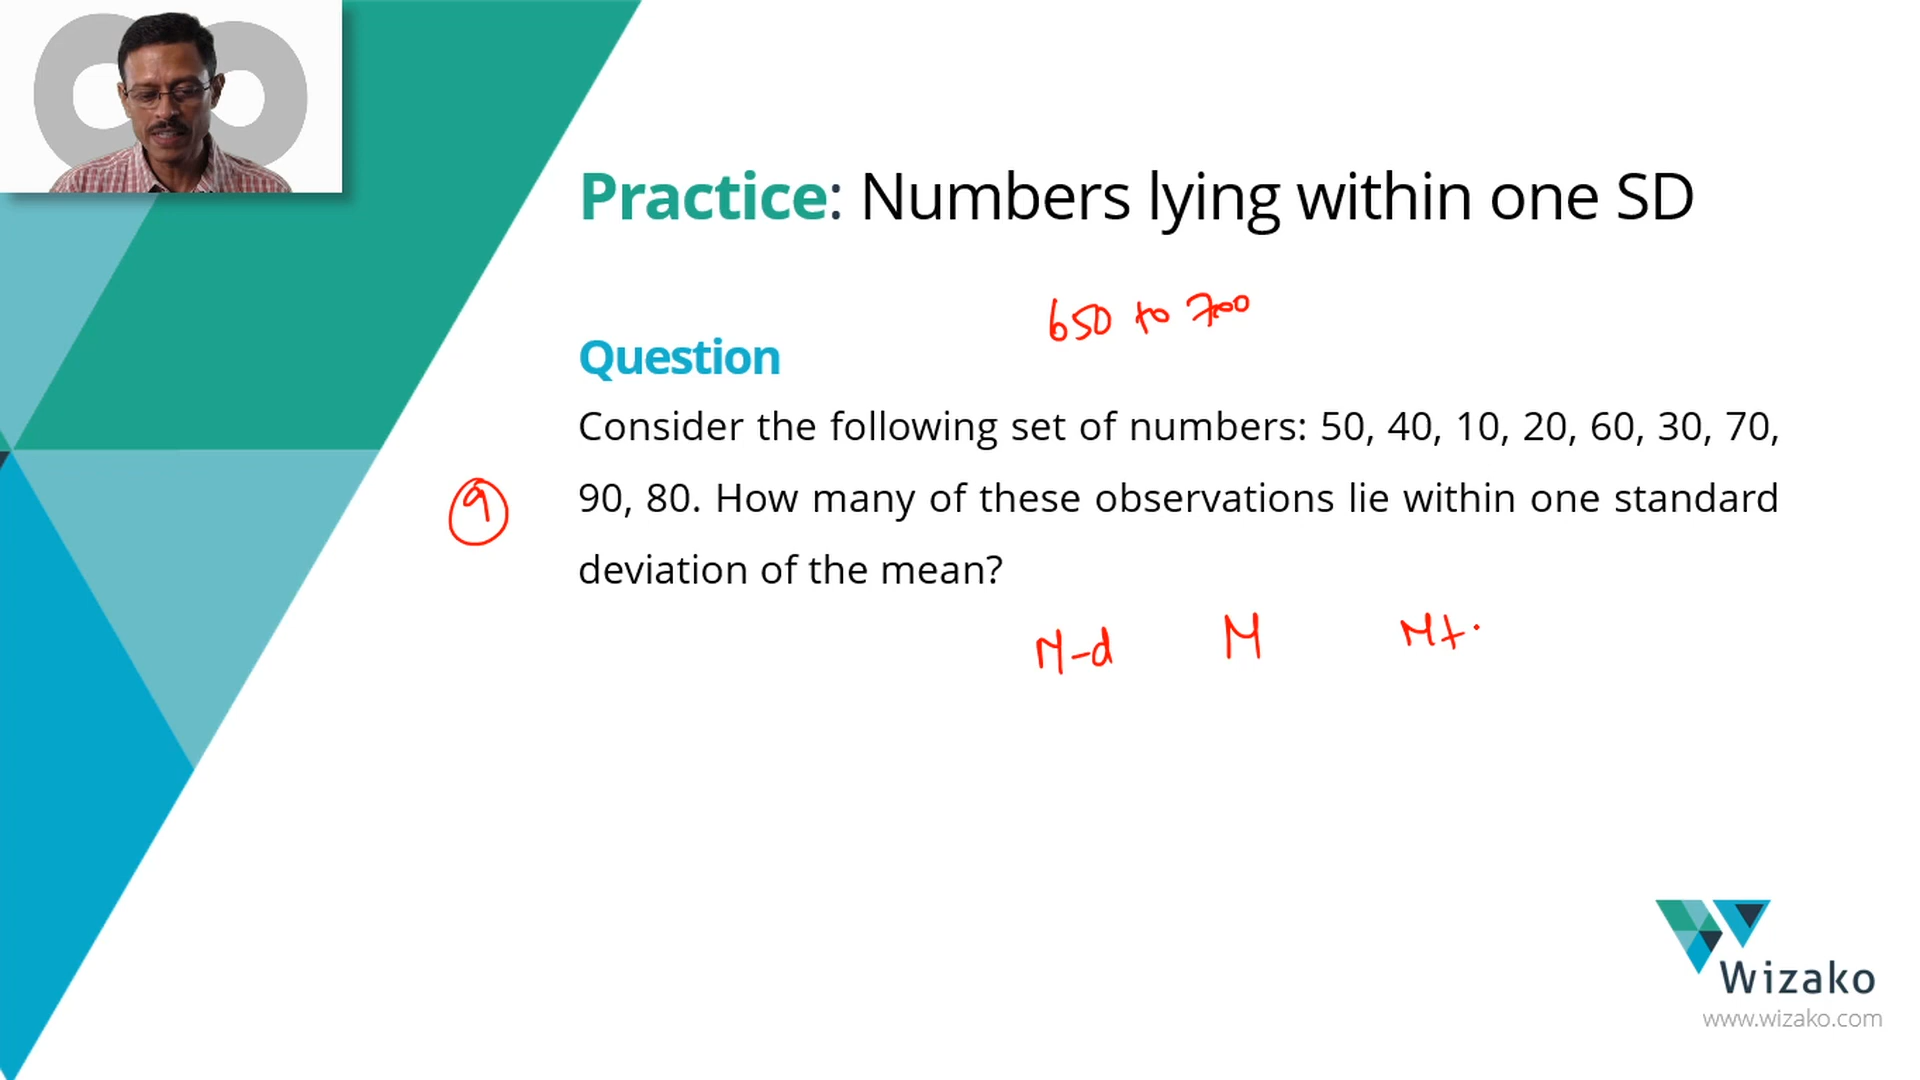 Practice: Numbers lying within one SD
650 to 700
Question
Consider the following set of numbers: 50, 40, 10, 20, 60, 30, 70,
9
90, 80. How many of these observations lie within one standard
deviation of the mean?
M-d M M+
Wizako
www.wizako.com